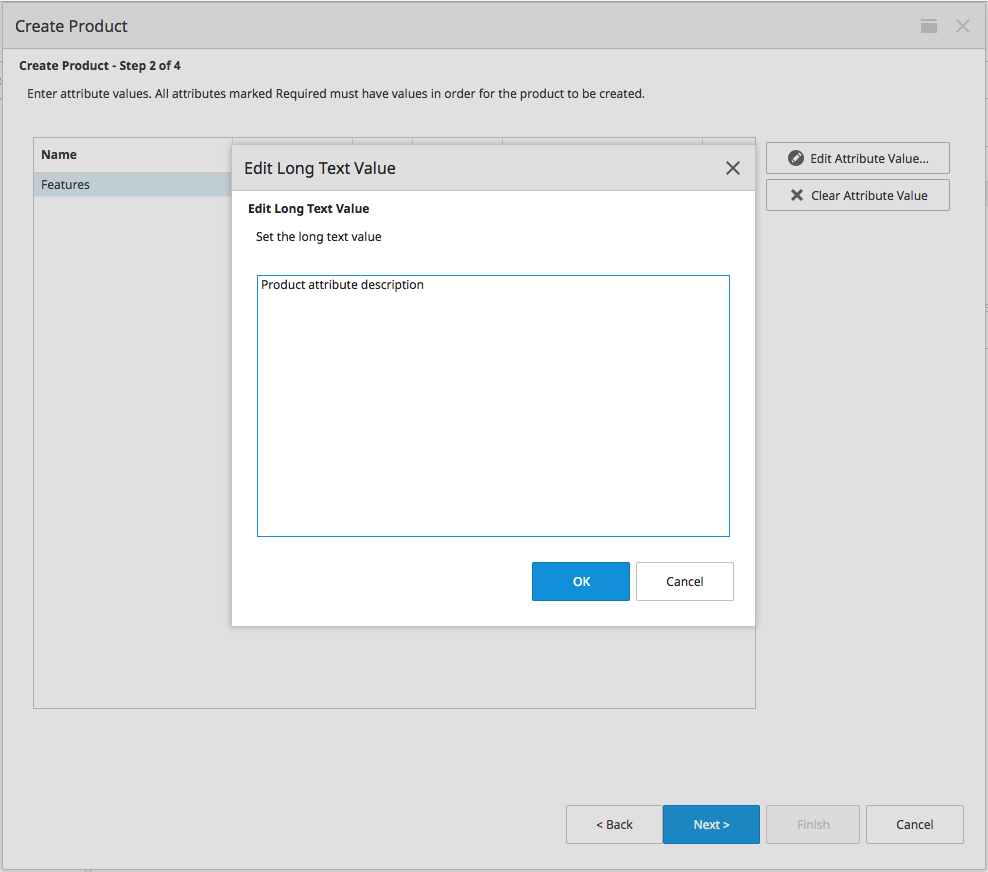 Create Product
Create Product - Step 2 of 4
Enter attribute values. All attributes marked Required must have values in order for the product to be created.
Name
Features
Edit Attribute Value...
Clear Attribute Value
Edit Long Text Value
Edit Long Text Value
Set the long text value
Product attribute description
OK
Cancel
< Back
Next >
Finish
Cancel